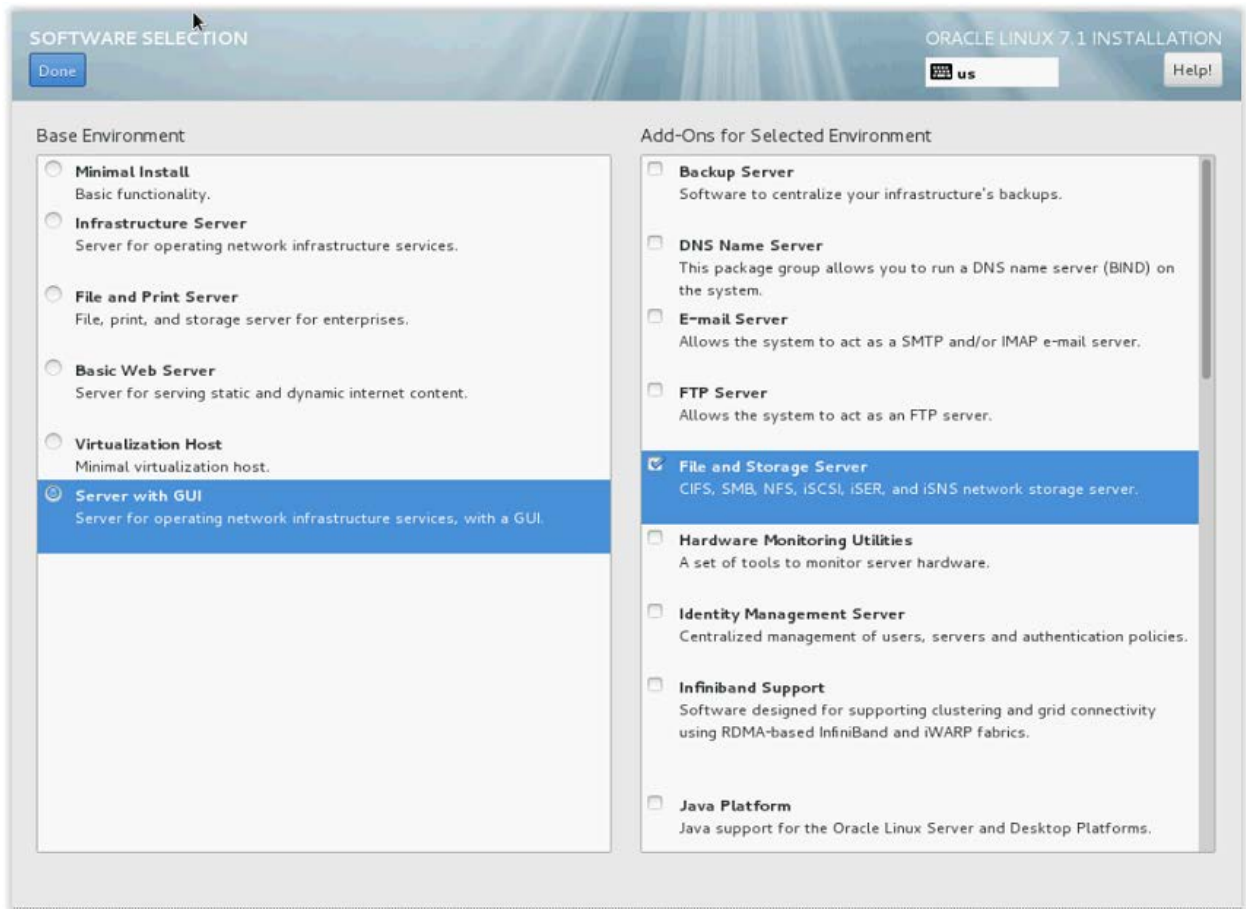 SOFTWARE SELECTION
ORACLE LINUX 7.1 INSTALLATION
Done
us
Help!
Base Environment
Minimal Install
Basic functionality.
Infrastructure Server
Server for operating network infrastructure services.
File and Print Server
File, print, and storage server for enterprises.
Basic Web Server
Server for serving static and dynamic internet content.
Virtualization Host
Minimal virtualization host.
Server with GUI
Server for operating network infrastructure services, with a GUI.
Add-Ons for Selected Environment
Backup Server
Software to centralize your infrastructure's backups.
DNS Name Server
This package group allows you to run a DNS name server (BIND) on
the system.
E-mail Server
Allows the system to act as a SMTP and/or IMAP e-mail server.
FTP Server
Allows the system to act as an FTP server.
File and Storage Server
CIFS, SMB, NFS, iSCSI, iSER, and iSNS network storage server.
Hardware Monitoring Utilities
A set of tools to monitor server hardware.
Identity Management Server
Centralized management of users, servers and authentication policies.
Infiniband Support
Software designed for supporting clustering and grid connectivity
using RDMA-based InfiniBand and iWARP fabrics.
Java Platform
Java support for the Oracle Linux Server and Desktop Platforms.